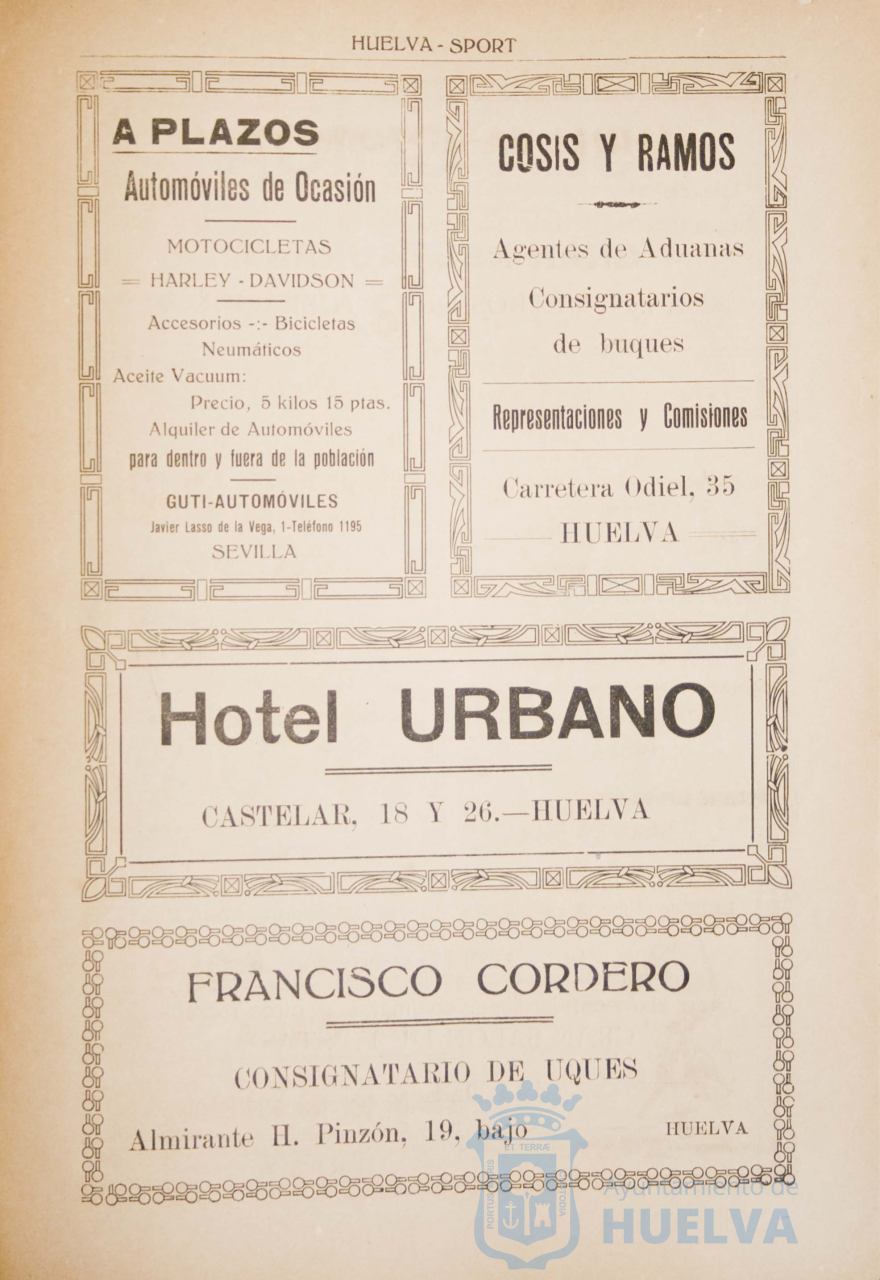 HUELVA - SPORT
A PLAZOS
Automóviles de Ocasión
MOTOCICLETAS
= HARLEY - DAVIDSON =
Accesorios -:- Bicicletas
Neumáticos
Aceite Vacuum:
Precio, 5 kilos 15 ptas.
Alquiler de Automóviles
para dentro y fuera de la población
GUTI-AUTOMÓVILES
Javier Lasso de la Vega, 1-Teléfono 1195
SEVILLA
COSIS Y RAMOS
Agentes de Aduanas
Consignatarios
de buques
Representaciones y Comisiones
Carretera Odiel, 35
HUELVA
Hotel URBANO
CASTELAR, 18 Y 26.—HUELVA
FRANCISCO CORDERO
CONSIGNATARIO DE UQUES
Almirante H. Pinzón, 19, bajo HUELVA
ET TERRÆ
Ayuntamiento de
HUELVA